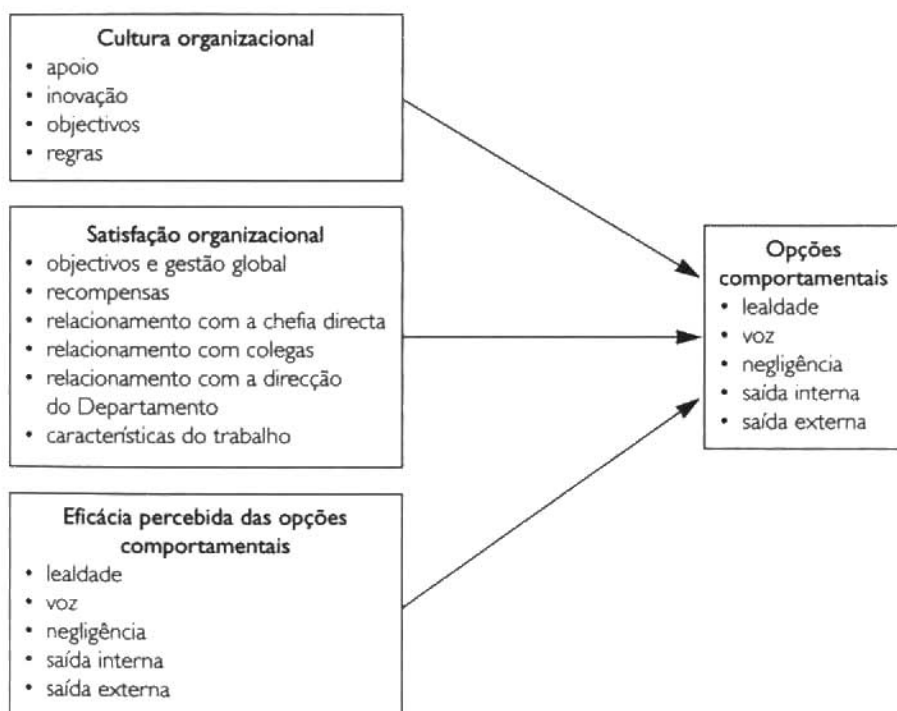 Cultura organizacional
• apoio
• inovação
• objectivos
• regras
Satisfação organizacional
• objectivos e gestão global
• recompensas
• relacionamento com a chefia directa
• relacionamento com colegas
• relacionamento com a direcção
do Departamento
• características do trabalho
Eficácia percebida das opções
comportamentais
• lealdade
• voz
• negligência
• saída interna
• saída externa
Opções
comportamentais
• lealdade
• voz
• negligência
• saída interna
• saída externa